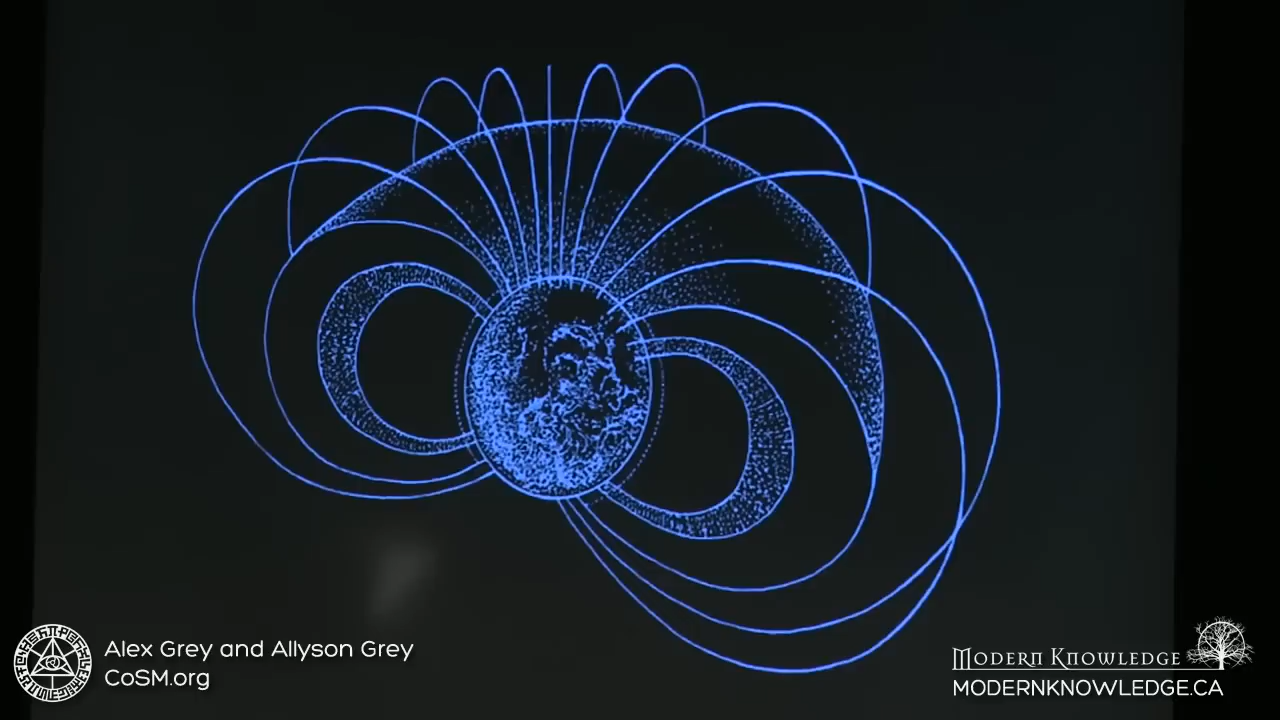 Alex Grey and Allyson Grey
CoSM.org
Modern Knowledge
MODERNKNOWLEDGE.CA